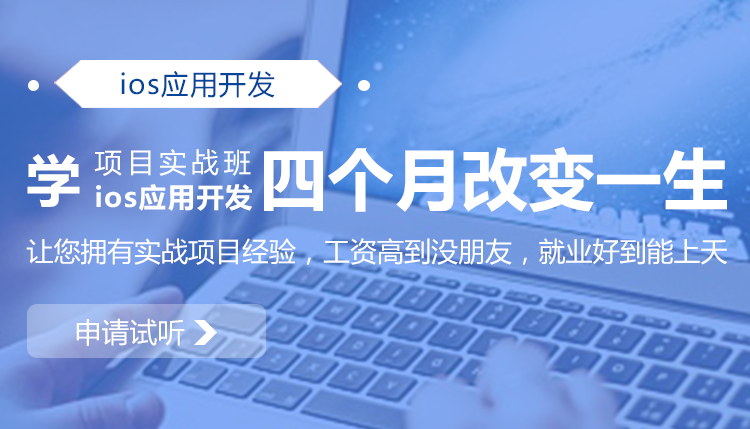 ios应用开发
学 项目实战班 ios应用开发 四个月改变一生
让您拥有实战项目经验，工资高到没朋友，就业好到能上天
申请试听